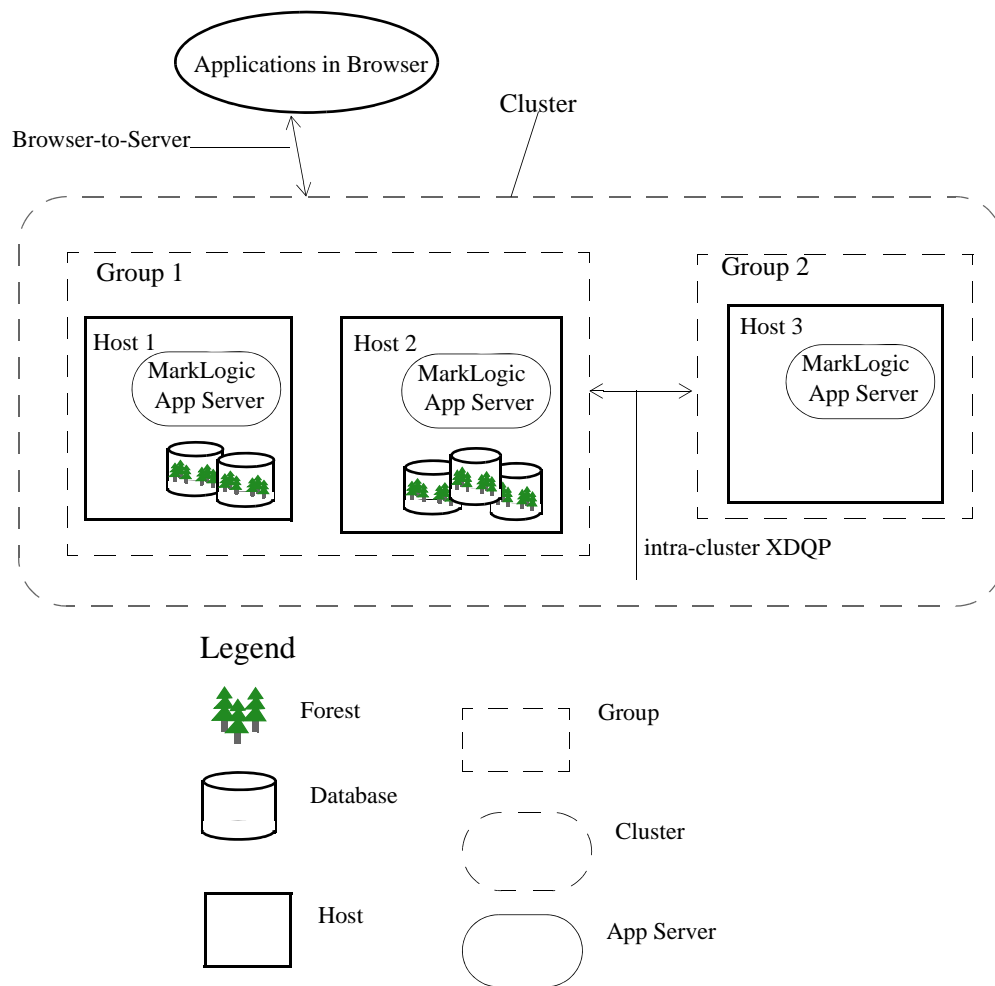 Applications in Browser
Cluster
Browser-to-Server
Group 1
Group 2
Host 1
MarkLogic
App Server
Host 2
MarkLogic
App Server
Host 3
MarkLogic
App Server
intra-cluster XDQP
Legend
Forest
Group
Database
Cluster
Host
App Server